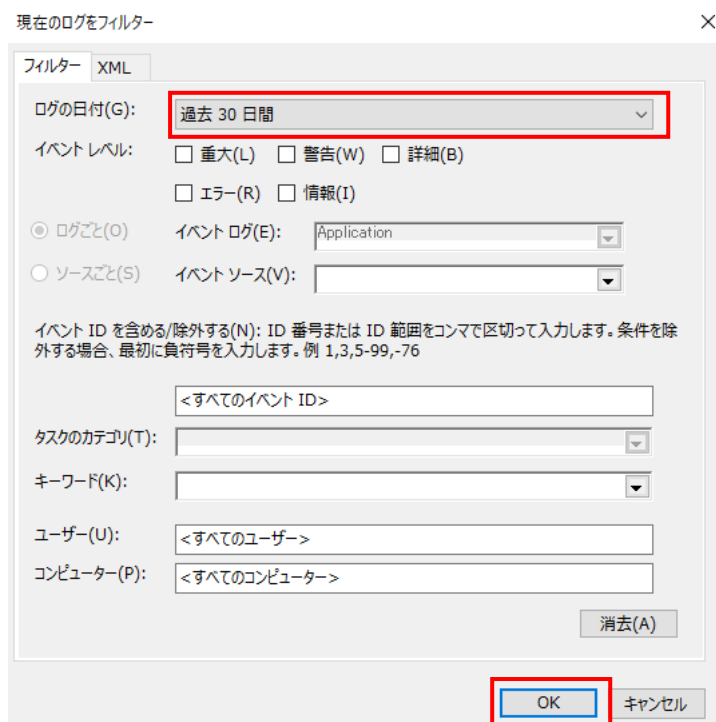 現在のログをフィルター
フィルター XML
ログの日付(G): 過去 30 日間
イベント レベル: 重大(L) 警告(W) 詳細(B)
エラー(R) 情報(I)
ログごと(O) イベント ログ(E): Application
ソースごと(S) イベント ソース(V):
イベント ID を含める/除外する(N): ID 番号または ID 範囲をコンマで区切って入力します。条件を除
外する場合、最初に負符号を入力します。例 1,3,5-99,-76
<すべてのイベント ID>
タスクのカテゴリ(T):
キーワード(K):
ユーザー(U): <すべてのユーザー>
コンピューター(P): <すべてのコンピューター>
消去(A)
OK キャンセル